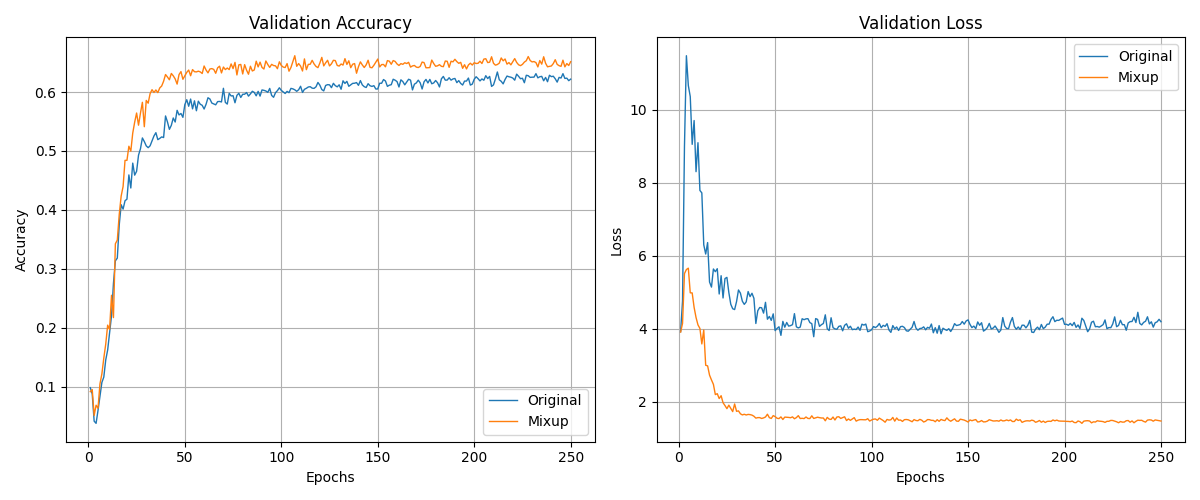 Validation Accuracy
Accuracy
0.6
0.5
0.4
0.3
0.2
0.1
0 50 100 150 200 250
Epochs
Original
Mixup
Validation Loss
Loss
10
8
6
4
2
0 50 100 150 200 250
Epochs
Original
Mixup